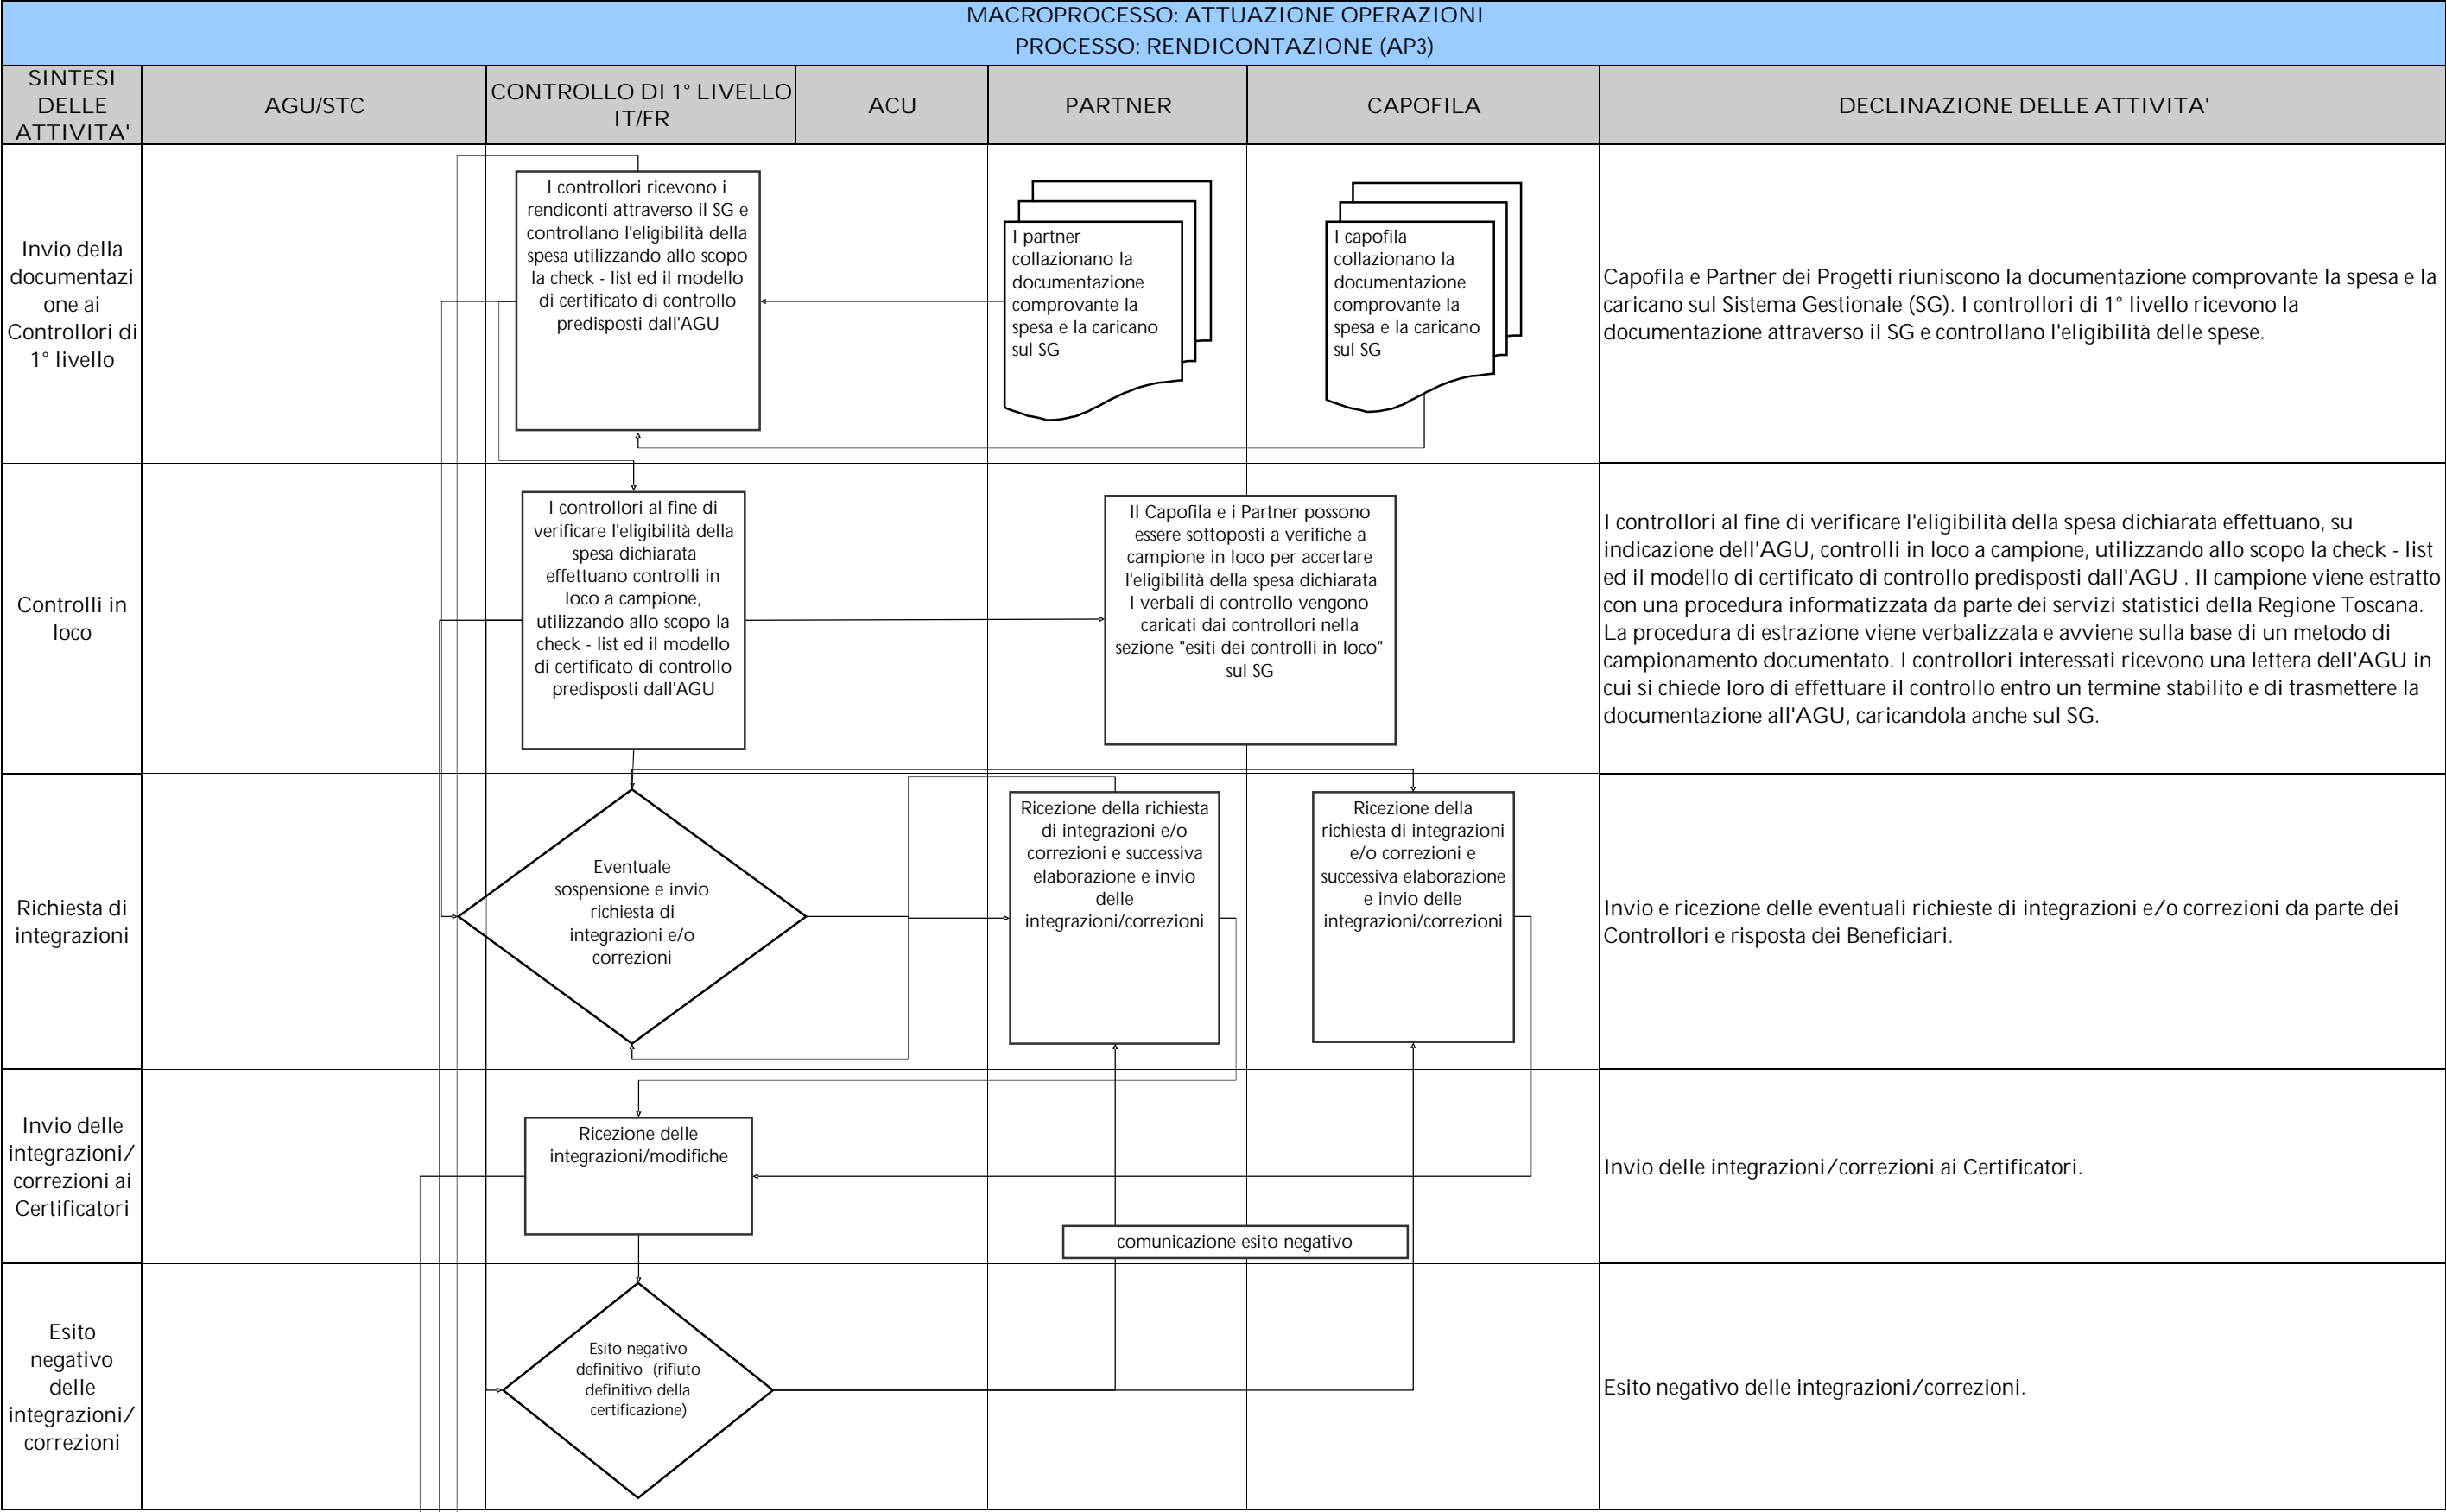 MACROPROCESSO: ATTUAZIONE OPERAZIONI
PROCESSO: RENDICONTAZIONE (AP3)
SINTESI
DELLE
ATTIVITA'
AGU/STC
CONTROLLO DI 1° LIVELLO
IT/FR
ACU
PARTNER
CAPOFILA
DECLINAZIONE DELLE ATTIVITA'
Invio della
documentazi
one ai
Controllori di
1° livello
I controllori ricevono i
rendiconti attraverso il SG e
controllano l'eligibilità della
spesa utilizzando allo scopo
la check - list ed il modello
di certificato di controllo
predisposti dall'AGU
I partner
collazionano la
documentazione
comprovante la
spesa e la caricano
sul SG
I capofila
collazionano la
documentazione
comprovante la
spesa e la caricano
sul SG
Capofila e Partner dei Progetti riuniscono la documentazione comprovante la spesa e la
caricano sul Sistema Gestionale (SG). I controllori di 1° livello ricevono la
documentazione attraverso il SG e controllano l'eligibilità delle spese.
Controlli in
loco
I controllori al fine di
verificare l'eligibilità della
spesa dichiarata
effettuano controlli in
loco a campione,
utilizzando allo scopo la
check - list ed il modello
di certificato di controllo
predisposti dall'AGU
Il Capofila e i Partner possono
essere sottoposti a verifiche a
campione in loco per accertare
l'eligibilità della spesa dichiarata
I verbali di controllo vengono
caricati dai controllori nella
sezione "esiti dei controlli in loco"
sul SG
I controllori al fine di verificare l'eligibilità della spesa dichiarata effettuano, su
indicazione dell'AGU, controlli in loco a campione, utilizzando allo scopo la check - list
ed il modello di certificato di controllo predisposti dall'AGU . Il campione viene estratto
con una procedura informatizzata da parte dei servizi statistici della Regione Toscana.
La procedura di estrazione viene verbalizzata e avviene sulla base di un metodo di
campionamento documentato. I controllori interessati ricevono una lettera dell'AGU in
cui si chiede loro di effettuare il controllo entro un termine stabilito e di trasmettere la
documentazione all'AGU, caricandola anche sul SG.
Richiesta di
integrazioni
Eventuale
sospensione e invio
richiesta di
integrazioni e/o
correzioni
Ricezione della richiesta
di integrazioni e/o
correzioni e successiva
elaborazione e invio
delle
integrazioni/correzioni
Ricezione della
richiesta di integrazioni
e/o correzioni e
successiva elaborazione
e invio delle
integrazioni/correzioni
Invio e ricezione delle eventuali richieste di integrazioni e/o correzioni da parte dei
Controllori e risposta dei Beneficiari.
Invio delle
integrazioni/
correzioni ai
Certificatori
Ricezione delle
integrazioni/modifiche
Invio delle integrazioni/correzioni ai Certificatori.
comunicazione esito negativo
Esito
negativo
delle
integrazioni/
correzioni
Esito negativo
definitivo (rifiuto
definitivo della
certificazione)
Esito negativo delle integrazioni/correzioni.